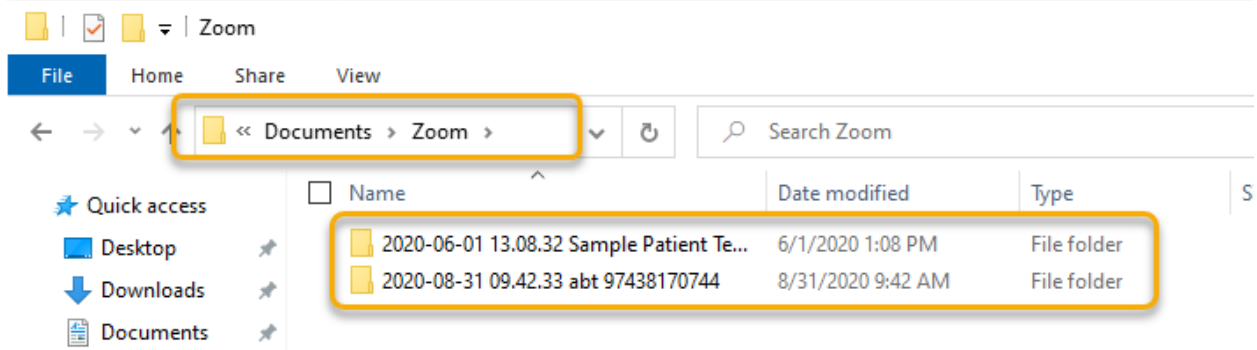 Zoom
File Home Share View
« Documents > Zoom > Search Zoom
Name Date modified Type S
Quick access
2020-06-01 13.08.32 Sample Patient Te... 6/1/2020 1:08 PM File folder
Desktop
2020-08-31 09.42.33 abt 97438170744 8/31/2020 9:42 AM File folder
Downloads
Documents